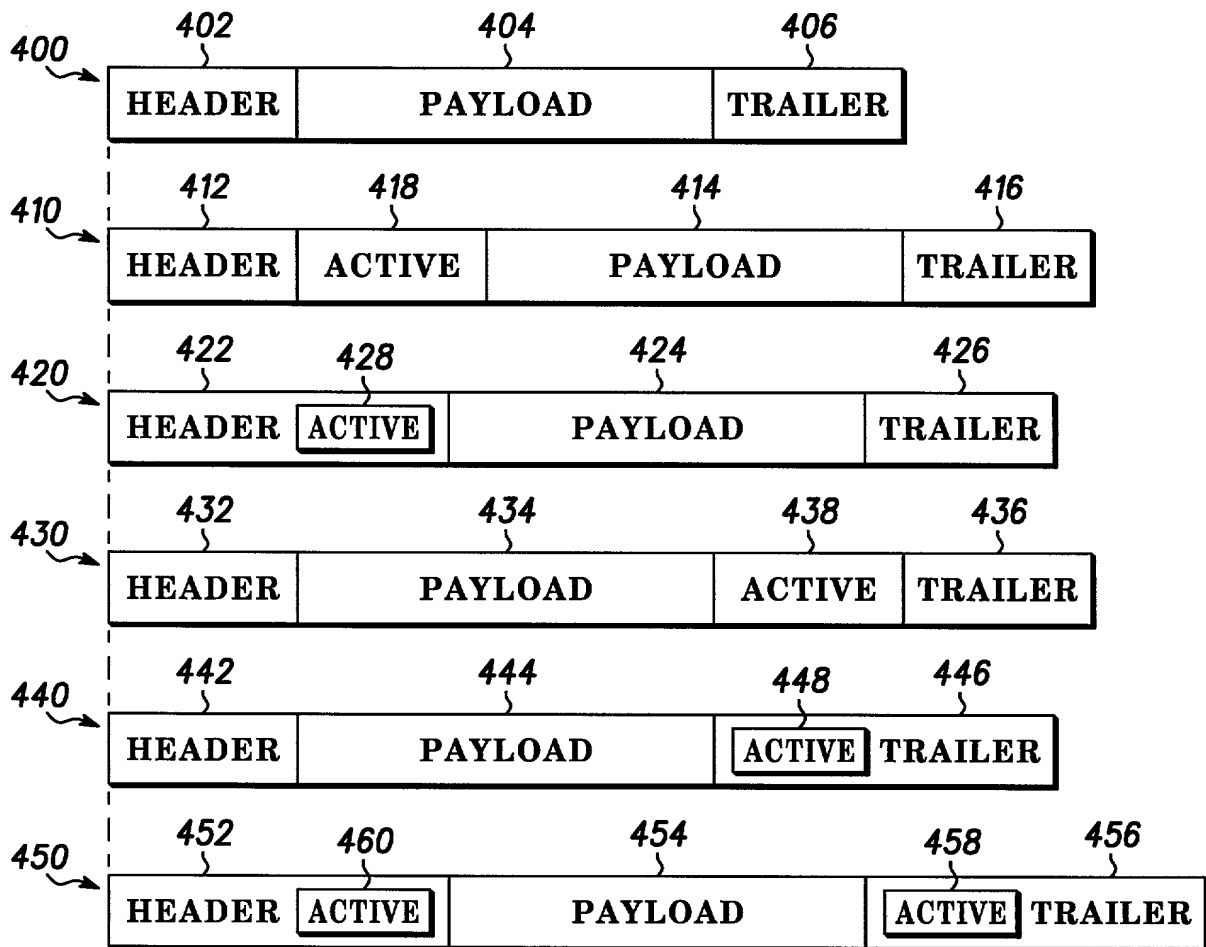 402 404 406
400
HEADER PAYLOAD TRAILER
412 418 414 416
410
HEADER ACTIVE PAYLOAD TRAILER
422 428 424 426
420
HEADER ACTIVE PAYLOAD TRAILER
432 434 438 436
430
HEADER PAYLOAD ACTIVE TRAILER
442 444 448 446
440
HEADER PAYLOAD ACTIVE TRAILER
452 460 454 458 456
450
HEADER ACTIVE PAYLOAD ACTIVE TRAILER